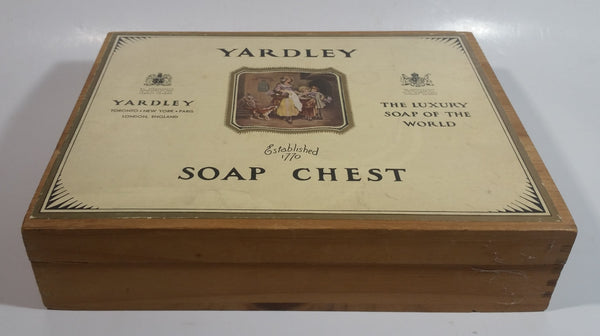 YARDLEY
YARDLEY
TORONTO • NEW YORK • PARIS
LONDON, ENGLAND
THE LUXURY
SOAP OF THE
WORLD
Established
1770
SOAP CHEST